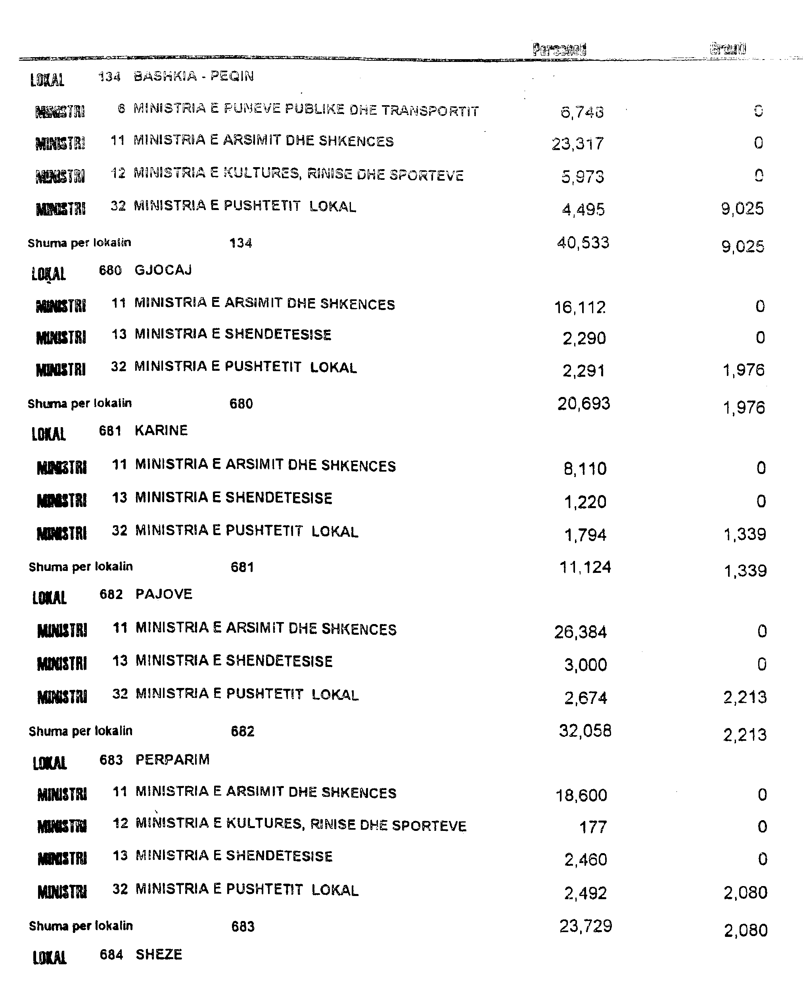 Personeli Granti
LOKAL 134 BASHKIA - PEQIN
MINISTRI 6 MINISTRIA E PUNEVE PUBLIKE DHE TRANSPORTIT 6,748 0
MINISTRI 11 MINISTRIA E ARSIMIT DHE SHKENCES 23,317 0
MINISTRI 12 MINISTRIA E KULTURES, RINISE DHE SPORTEVE 5,973 0
MINISTRI 32 MINISTRIA E PUSHTETIT LOKAL 4,495 9,025
Shuma per lokalin 134 40,533 9,025
LOKAL 680 GJOCAJ
MINISTRI 11 MINISTRIA E ARSIMIT DHE SHKENCES 16,112 0
MINISTRI 13 MINISTRIA E SHENDETESISE 2,290 0
MINISTRI 32 MINISTRIA E PUSHTETIT LOKAL 2,291 1,976
Shuma per lokalin 680 20,693 1,976
LOKAL 681 KARINE
MINISTRI 11 MINISTRIA E ARSIMIT DHE SHKENCES 8,110 0
MINISTRI 13 MINISTRIA E SHENDETESISE 1,220 0
MINISTRI 32 MINISTRIA E PUSHTETIT LOKAL 1,794 1,339
Shuma per lokalin 681 11,124 1,339
LOKAL 682 PAJOVE
MINISTRI 11 MINISTRIA E ARSIMIT DHE SHKENCES 26,384 0
MINISTRI 13 MINISTRIA E SHENDETESISE 3,000 0
MINISTRI 32 MINISTRIA E PUSHTETIT LOKAL 2,674 2,213
Shuma per lokalin 682 32,058 2,213
LOKAL 683 PERPARIM
MINISTRI 11 MINISTRIA E ARSIMIT DHE SHKENCES 18,600 0
MINISTRI 12 MINISTRIA E KULTURES, RINISE DHE SPORTEVE 177 0
MINISTRI 13 MINISTRIA E SHENDETESISE 2,460 0
MINISTRI 32 MINISTRIA E PUSHTETIT LOKAL 2,492 2,080
Shuma per lokalin 683 23,729 2,080
LOKAL 684 SHEZE